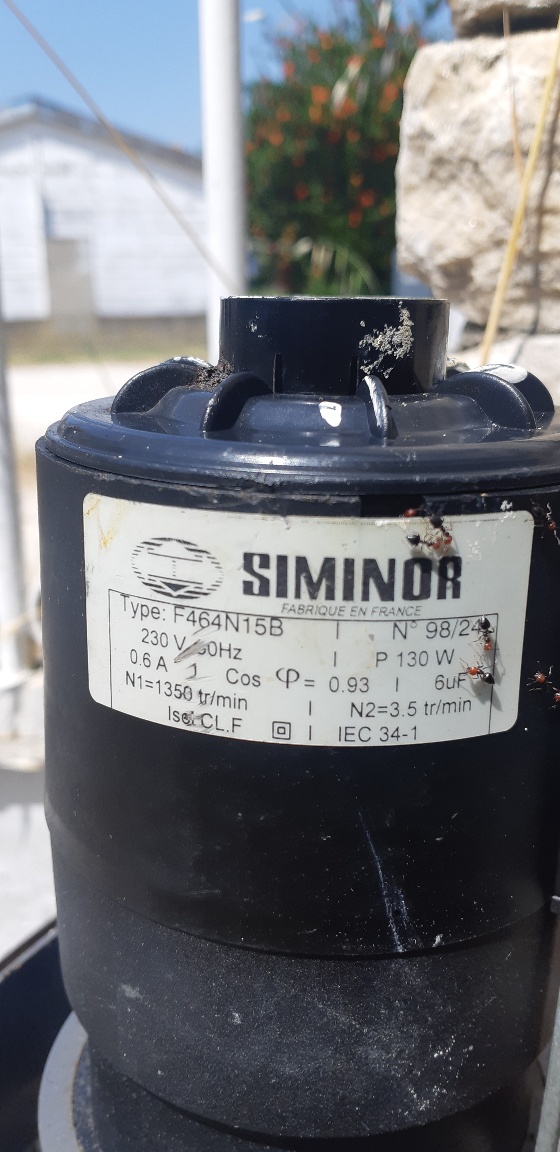 SIMINOR
FABRIQUE EN FRANCE
Type: F464N15B | N° 98/24
230 V 50Hz | P 130 W
0.6 A Cos φ = 0.93 | 6uF
N1=1350 tr/min | N2=3.5 tr/min
Iso CL.F | IEC 34-1